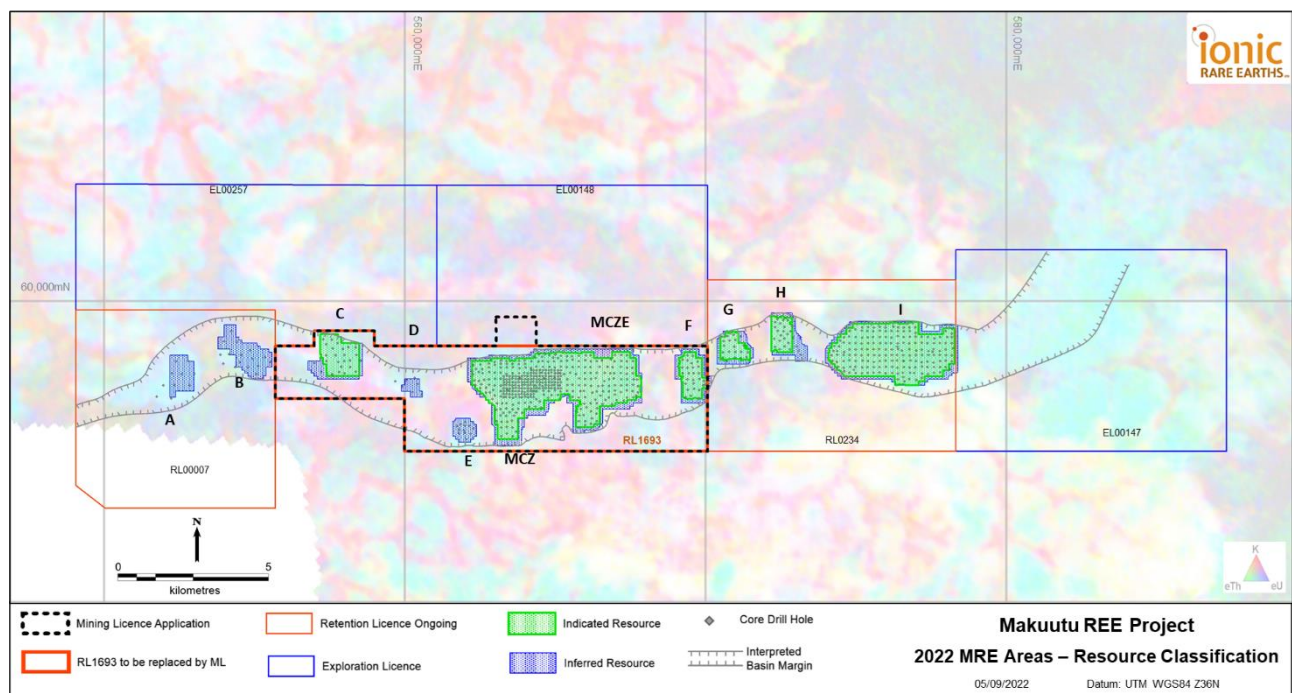 560,000mE
580,000mE
ionic
RARE EARTHS
EL00257
EL00148
60,000mN
C
D
MCZE
F
G
H
I
B
A
E
MCZ
RL1693
RL0234
EL00147
RL00007
N
0
5
kilometres
K
eTh
eU
Mining Licence Application
Retention Licence Ongoing
Indicated Resource
Core Drill Hole
RL1693 to be replaced by ML
Exploration Licence
Inferred Resource
Interpreted
Basin Margin
Makuutu REE Project
2022 MRE Areas – Resource Classification
05/09/2022 Datum: UTM WGS84 Z36N